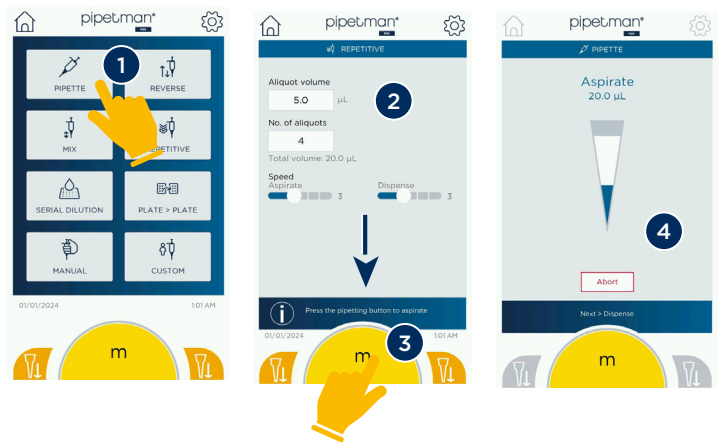 pipetman®
1
PIPETTE
REVERSE
MIX
REPETITIVE
SERIAL DILUTION
PLATE > PLATE
MANUAL
CUSTOM
01/01/2024
1:01 AM
m
pipetman®
REPETITIVE
Aliquot volume
5.0 µL
2
No. of aliquots
4
Total volume: 20.0 µL
Speed
Aspirate
3
Dispense
3
Press the pipetting button to aspirate
01/01/2024
1:01 AM
3
m
pipetman®
PIPETTE
Aspirate
20.0 µL
4
Abort
Next > Dispense
m